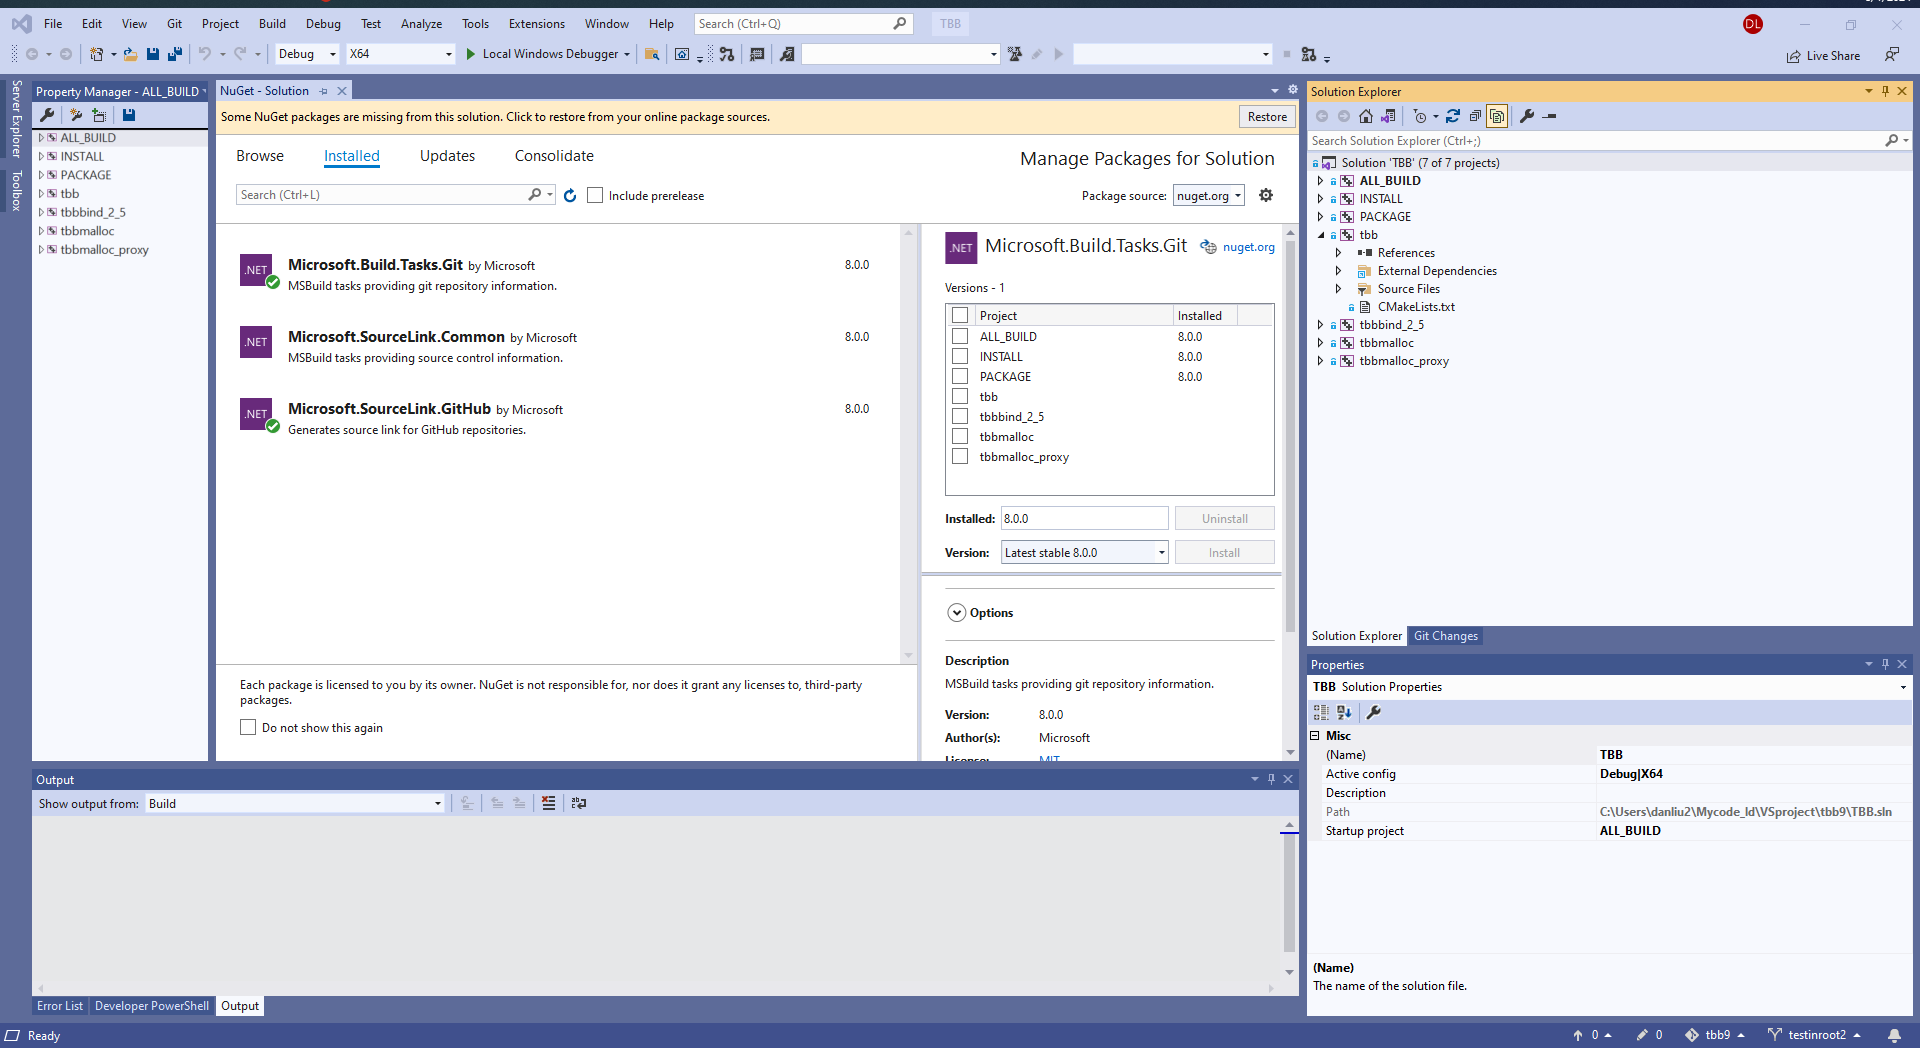 File Edit View Git Project Build Debug Test Analyze Tools Extensions Window Help Search (Ctrl+Q) TBB DL
Debug X64 Local Windows Debugger Live Share
Server Explorer
Toolbox
Property Manager - ALL_BUILD
ALL_BUILD
INSTALL
PACKAGE
tbb
tbbbind_2_5
tbbmalloc
tbbmalloc_proxy
NuGet - Solution
Some NuGet packages are missing from this solution. Click to restore from your online package sources. Restore
Browse Installed Updates Consolidate Manage Packages for Solution
Search (Ctrl+L) Include prerelease Package source: nuget.org
.NET Microsoft.Build.Tasks.Git by Microsoft 8.0.0
MSBuild tasks providing git repository information.
.NET Microsoft.SourceLink.Common by Microsoft 8.0.0
MSBuild tasks providing source control information.
.NET Microsoft.SourceLink.GitHub by Microsoft 8.0.0
Generates source link for GitHub repositories.
Each package is licensed to you by its owner. NuGet is not responsible for, nor does it grant any licenses to, third-party
packages.
Do not show this again
.NET Microsoft.Build.Tasks.Git nuget.org
Versions - 1
Project Installed
ALL_BUILD 8.0.0
INSTALL 8.0.0
PACKAGE 8.0.0
tbb
tbbbind_2_5
tbbmalloc
tbbmalloc_proxy
Installed: 8.0.0 Uninstall
Version: Latest stable 8.0.0 Install
Options
Description
MSBuild tasks providing git repository information.
Version: 8.0.0
Author(s): Microsoft
License: MIT
Output
Show output from: Build
Error List Developer PowerShell Output
Solution Explorer
Search Solution Explorer (Ctrl+;)
Solution 'TBB' (7 of 7 projects)
ALL_BUILD
INSTALL
PACKAGE
tbb
References
External Dependencies
Source Files
CMakeLists.txt
tbbbind_2_5
tbbmalloc
tbbmalloc_proxy
Solution Explorer Git Changes
Properties
TBB Solution Properties
Misc
(Name) TBB
Active config Debug|X64
Description
Path C:\Users\danliu2\Mycode_ld\VSproject\tbb9\TBB.sln
Startup project ALL_BUILD
(Name)
The name of the solution file.
Ready 0 0 tbb9 testinroot2